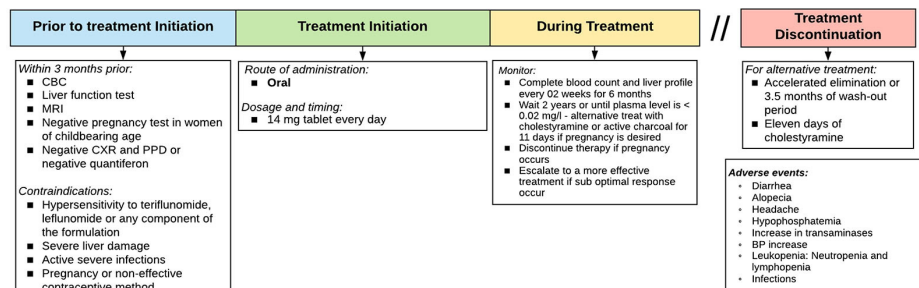 Prior to treatment Initiation
Treatment Initiation
During Treatment
//
Treatment
Discontinuation
Within 3 months prior:
■ CBC
■ Liver function test
■ MRI
■ Negative pregnancy test in women
of childbearing age
■ Negative CXR and PPD or
negative quantiferon
Contraindications:
■ Hypersensitivity to teriflunomide,
leflunomide or any component of
the formulation
■ Severe liver damage
■ Active severe infections
■ Pregnancy or non-effective
contraceptive method
Route of administration:
■ Oral
Dosage and timing:
■ 14 mg tablet every day
Monitor:
■ Complete blood count and liver profile
every 02 weeks for 6 months
■ Wait 2 years or until plasma level is <
0.02 mg/l - alternative treat with
cholestyramine or active charcoal for
11 days if pregnancy is desired
■ Discontinue therapy if pregnancy
occurs
■ Escalate to a more effective
treatment if sub optimal response
occur
For alternative treatment:
■ Accelerated elimination or
3.5 months of wash-out
period
■ Eleven days of
cholestyramine
Adverse events:
• Diarrhea
• Alopecia
• Headache
• Hypophosphatemia
• Increase in transaminases
• BP increase
• Leukopenia: Neutropenia and
lymphopenia
• Infections